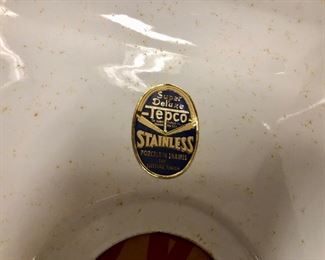 Super
Deluxe
Tepco
STAINLESS
PORCELAIN ENAMEL